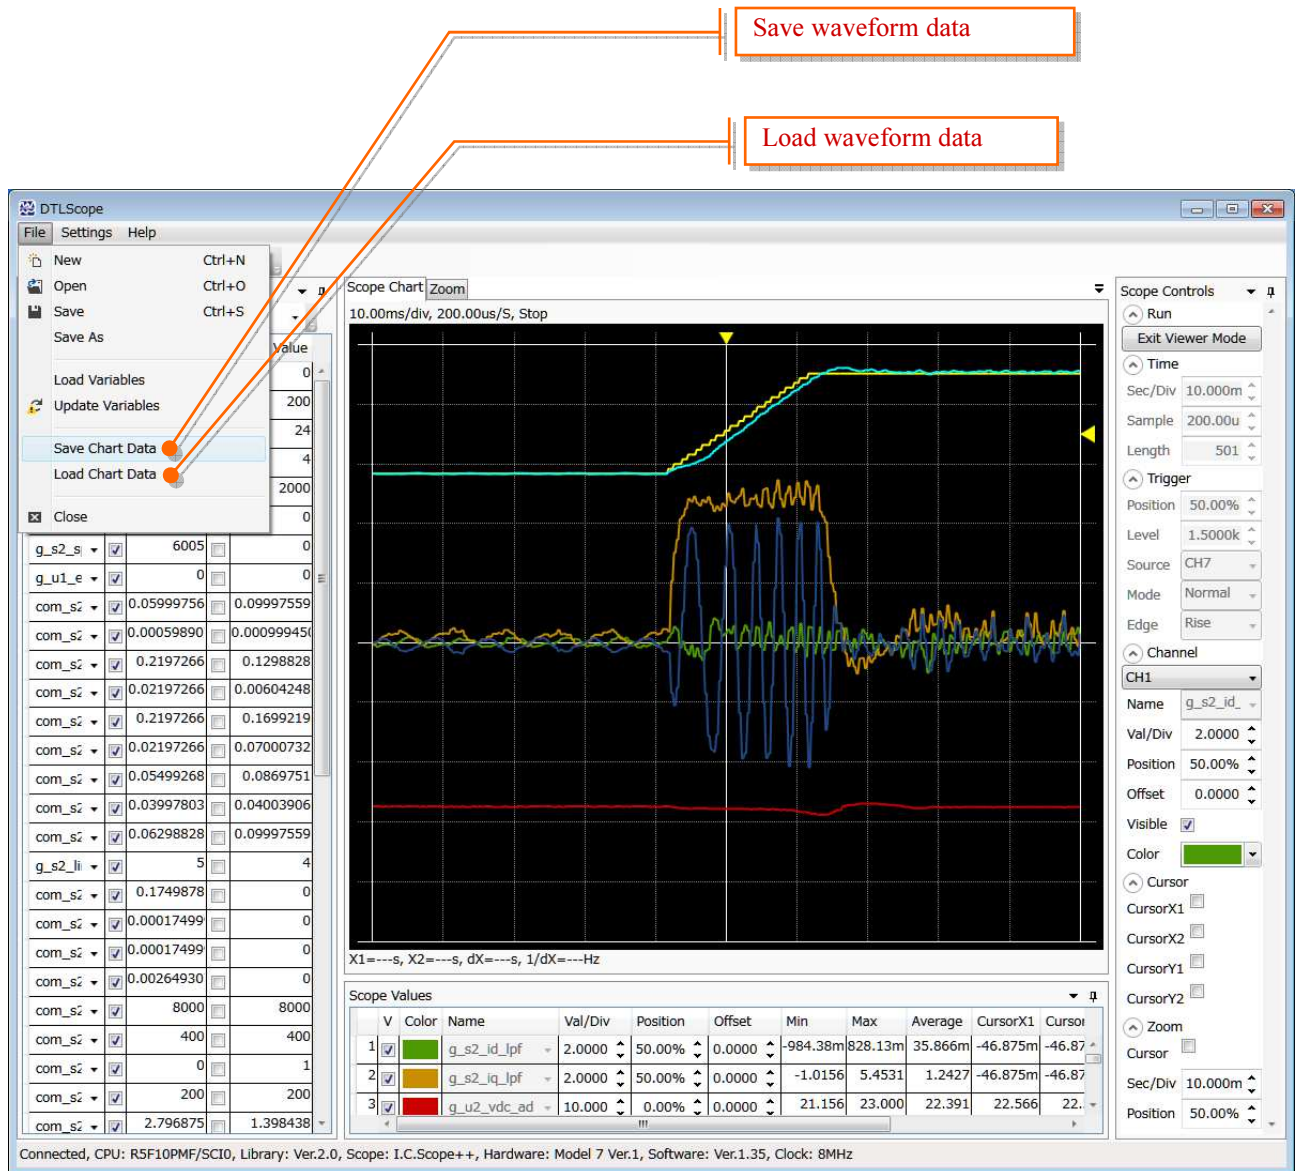 Save waveform data
Load waveform data
DTLScope
File Settings Help
New Ctrl+N
Open Ctrl+O
Save Ctrl+S
Save As
Load Variables
Update Variables
Save Chart Data
Load Chart Data
Close
Value
0
200
24
4
2000
0
g_s2_s 6005 0
g_u1_e 0 0
com_s2 0.05999756 0.09997559
com_s2 0.00059890 0.00099945
com_s2 0.2197266 0.1298828
com_s2 0.02197266 0.00604248
com_s2 0.2197266 0.1699219
com_s2 0.02197266 0.07000732
com_s2 0.05499268 0.0869751
com_s2 0.03997803 0.04003906
com_s2 0.06298828 0.09997559
g_s2_li 5 4
com_s2 0.1749878 0
com_s2 0.00017499 0
com_s2 0.00017499 0
com_s2 0.00264930 0
com_s2 8000 8000
com_s2 400 400
com_s2 0 1
com_s2 200 200
com_s2 2.796875 1.398438
Scope Chart Zoom
10.00ms/div, 200.00us/S, Stop
X1=---s, X2=---s, dX=---s, 1/dX=---Hz
Scope Values
V Color Name Val/Div Position Offset Min Max Average CursorX1 Cursor
1 g_s2_id_lpf 2.0000 50.00% 0.0000 -984.38m 828.13m 35.866m -46.875m -46.87
2 g_s2_iq_lpf 2.0000 50.00% 0.0000 -1.0156 5.4531 1.2427 -46.875m -46.87
3 g_u2_vdc_ad 10.000 0.00% 0.0000 21.156 23.000 22.391 22.566 22.
Scope Controls
Run
Exit Viewer Mode
Time
Sec/Div 10.000m
Sample 200.00u
Length 501
Trigger
Position 50.00%
Level 1.5000k
Source CH7
Mode Normal
Edge Rise
Channel
CH1
Name g_s2_id_
Val/Div 2.0000
Position 50.00%
Offset 0.0000
Visible
Color
Cursor
CursorX1
CursorX2
CursorY1
CursorY2
Zoom
Cursor
Sec/Div 10.000m
Position 50.00%
Connected, CPU: R5F10PMF/SCI0, Library: Ver.2.0, Scope: I.C.Scope++, Hardware: Model 7 Ver.1, Software: Ver.1.35, Clock: 8MHz